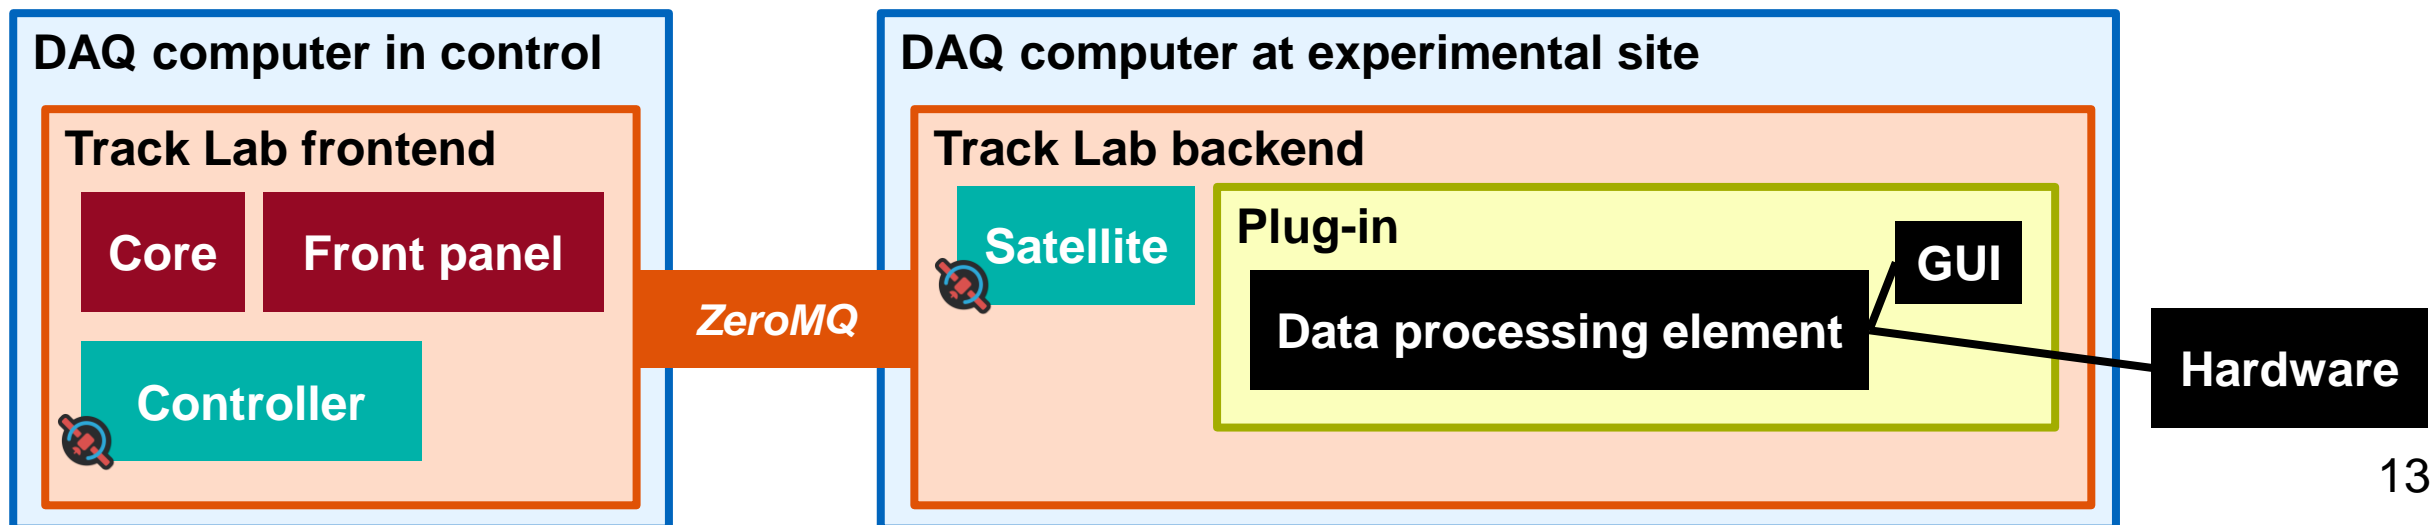 DAQ computer in control
Track Lab frontend
Core
Front panel
Controller
ZeroMQ
DAQ computer at experimental site
Track Lab backend
Satellite
Plug-in
GUI
Data processing element
Hardware
13